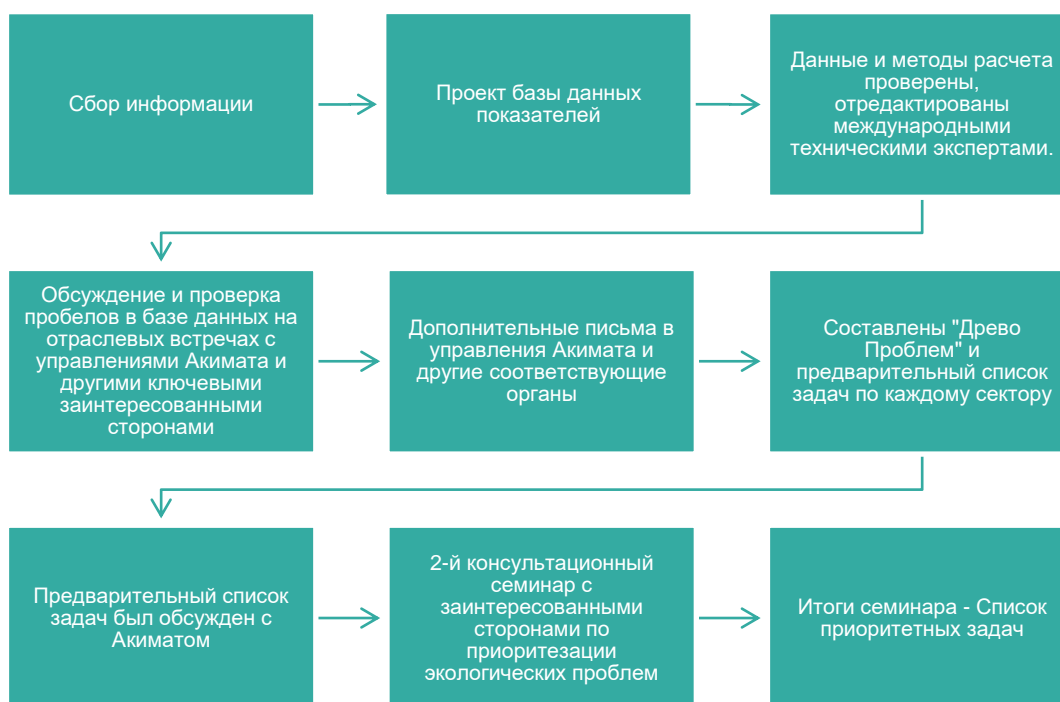 Сбор информации
Проект базы данных
показателей
Данные и методы расчета
проверены,
отредактированы
международными
техническими экспертами.
Обсуждение и проверка
пробелов в базе данных на
отраслевых встречах с
управлениями Акимата и
другими ключевыми
заинтересованными
сторонами
Дополнительные письма в
управления Акимата и
другие соответствующие
органы
Составлены "Древо
Проблем" и
предварительный список
задач по каждому сектору
Предварительный список
задач был обсужден с
Акиматом
2-й консультационный
семинар с
заинтересованными
сторонами по
приоритезации
экологических проблем
Итоги семинара - Список
приоритетных задач